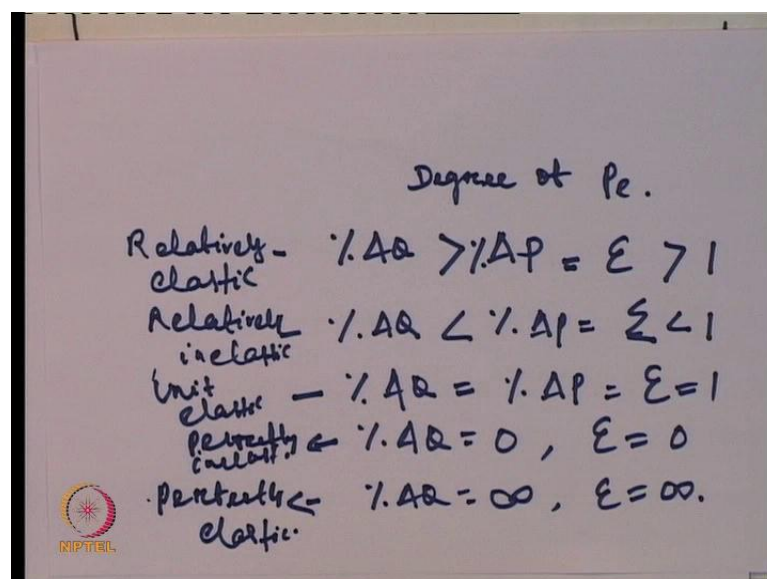 Degree of Pe.
Relatively - %ΔQ > %ΔP = Ɛ > 1
elastic
Relatively - %.ΔQ < %.ΔP = Ɛ < 1
inelastic
Unit - %ΔQ = %.ΔP = Ɛ = 1
elastic
perfectly ← %.ΔQ = 0, Ɛ = 0
inelast.
perfectly <- %.ΔQ = ∞, Ɛ = ∞.
elastic.
NPTEL